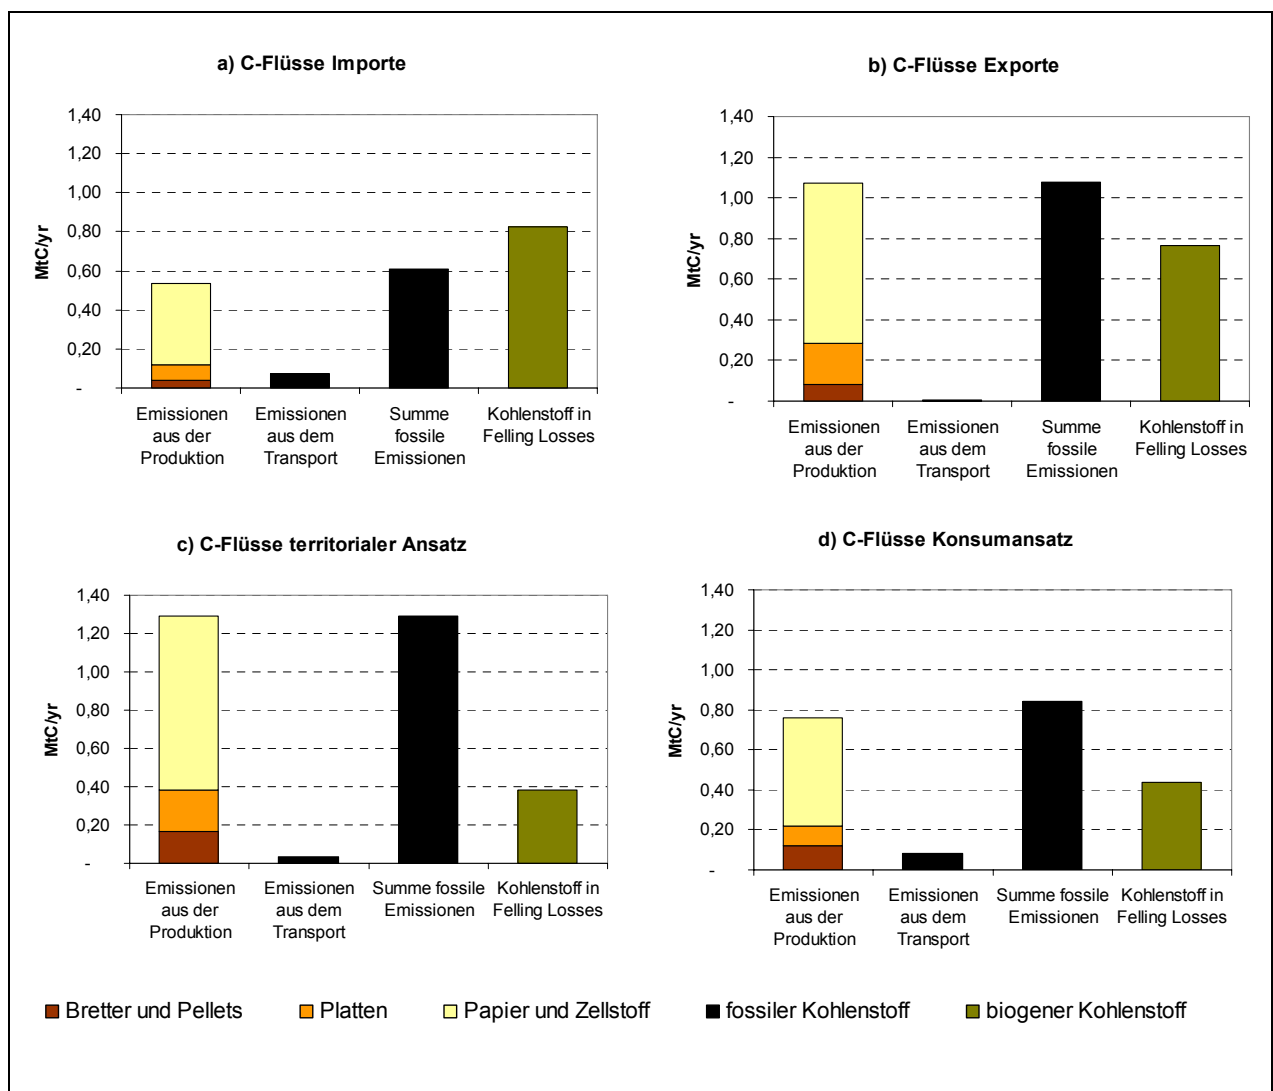 a) C-Flüsse Importe
MtC/yr
1,40
1,20
1,00
0,80
0,60
0,40
0,20
-
Emissionen
aus der
Produktion
Emissionen
aus dem
Transport
Summe
fossile
Emissionen
Kohlenstoff in
Felling Losses
b) C-Flüsse Exporte
MtC/yr
1,40
1,20
1,00
0,80
0,60
0,40
0,20
-
Emissionen
aus der
Produktion
Emissionen
aus dem
Transport
Summe
fossile
Emissionen
Kohlenstoff in
Felling Losses
c) C-Flüsse territorialer Ansatz
MtC/yr
1,40
1,20
1,00
0,80
0,60
0,40
0,20
-
Emissionen
aus der
Produktion
Emissionen
aus dem
Transport
Summe fossile
Emissionen
Kohlenstoff in
Felling Losses
d) C-Flüsse Konsumansatz
MtC/yr
1,40
1,20
1,00
0,80
0,60
0,40
0,20
-
Emissionen
aus der
Produktion
Emissionen
aus dem
Transport
Summe fossile
Emissionen
Kohlenstoff in
Felling Losses
Bretter und Pellets Platten Papier und Zellstoff fossiler Kohlenstoff biogener Kohlenstoff